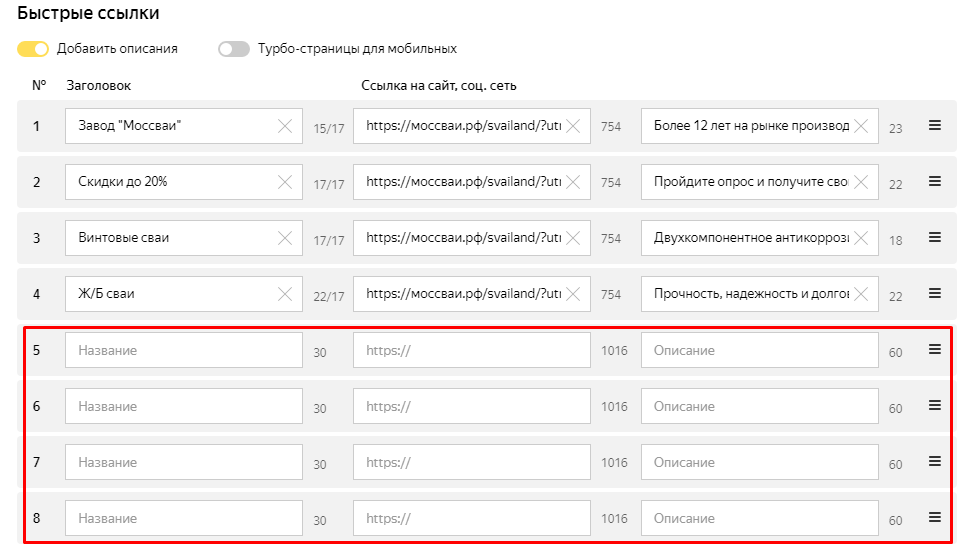 Быстрые ссылки
Добавить описания Турбо-страницы для мобильных
№ Заголовок Ссылка на сайт, соц. сеть
1 Завод "Моссваи" 15/17 https://моссваи.рф/svailand/?utı 754 Более 12 лет на рынке производ 23
2 Скидки до 20% 17/17 https://моссваи.рф/svailand/?utı 754 Пройдите опрос и получите сво 22
3 Винтовые сваи 17/17 https://моссваи.рф/svailand/?utı 754 Двухкомпонентное антикоррози 18
4 Ж/Б сваи 22/17 https://моссваи.рф/svailand/?utı 754 Прочность, надежность и долгов 22
5 Название 30 https:// 1016 Описание 60
6 Название 30 https:// 1016 Описание 60
7 Название 30 https:// 1016 Описание 60
8 Название 30 https:// 1016 Описание 60